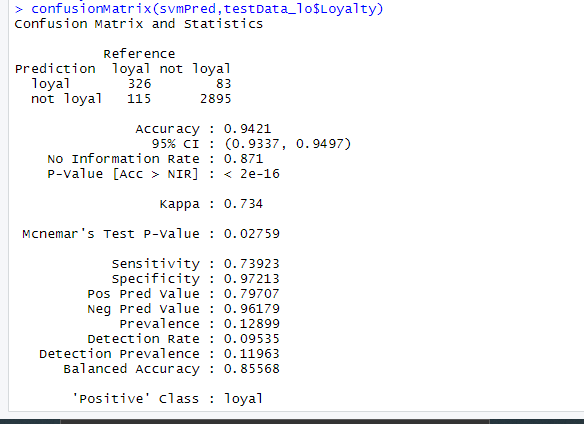 > confusionMatrix(svmPred,testData_lo$Loyalty)
Confusion Matrix and Statistics
Reference
Prediction loyal not loyal
loyal 326 83
not loyal 115 2895
Accuracy : 0.9421
95% CI : (0.9337, 0.9497)
No Information Rate : 0.871
P-Value [Acc > NIR] : < 2e-16
Kappa : 0.734
Mcnemar's Test P-Value : 0.02759
Sensitivity : 0.73923
Specificity : 0.97213
Pos Pred Value : 0.79707
Neg Pred Value : 0.96179
Prevalence : 0.12899
Detection Rate : 0.09535
Detection Prevalence : 0.11963
Balanced Accuracy : 0.85568
'Positive' Class : loyal